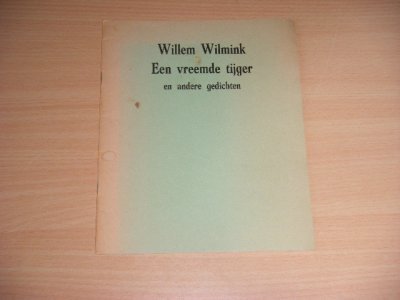 Willem Wilmink
Een vreemde tijger
en andere gedichten